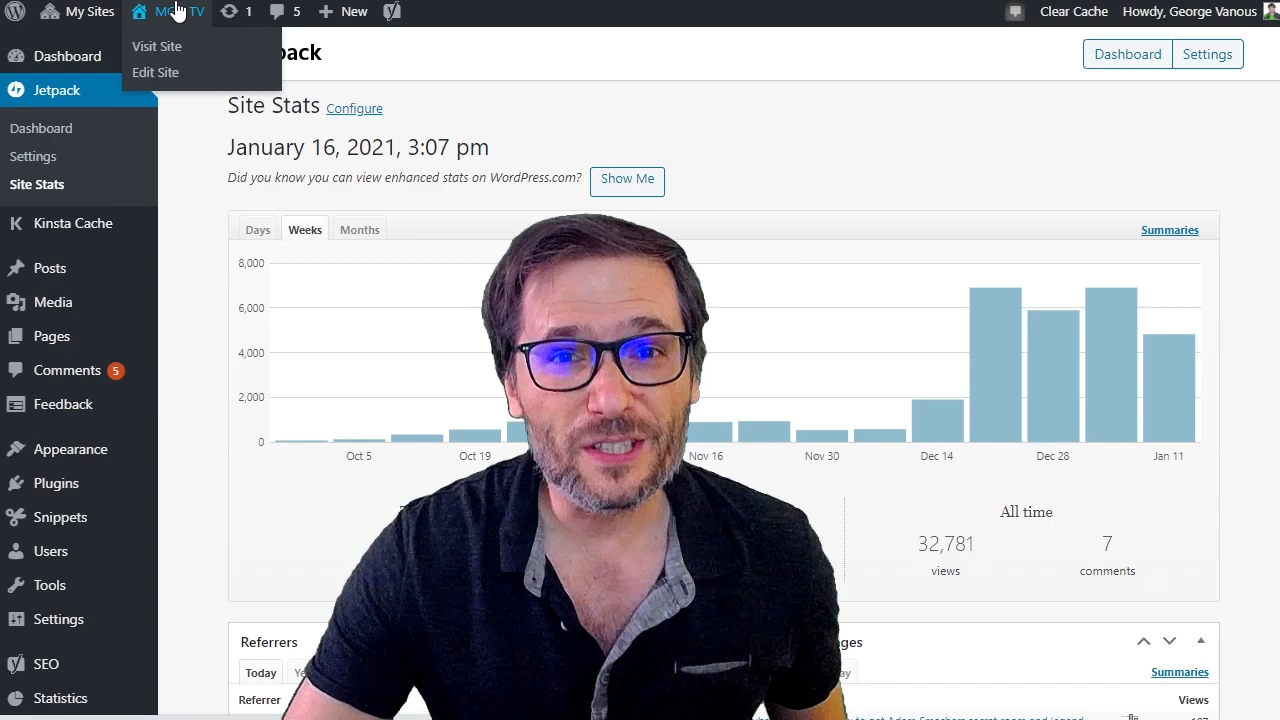 My Sites
TV
1
5
New
Clear Cache
Howdy, George Vanous
Visit Site
Edit Site
Dashboard
Jetpack
Dashboard
Settings
Site Stats
Kinsta Cache
Posts
Media
Pages
Comments 5
Feedback
Appearance
Plugins
Snippets
Users
Tools
Settings
SEO
Statistics
Dashboard
Settings
Site Stats Configure
January 16, 2021, 3:07 pm
Did you know you can view enhanced stats on WordPress.com? Show Me
Days
Weeks
Months
Summaries
8,000
6,000
4,000
2,000
0
Oct 5
Oct 19
Nov 16
Nov 30
Dec 14
Dec 28
Jan 11
All time
32,781
views
7
comments
Referrers
Today
Referrer
Summaries
Views